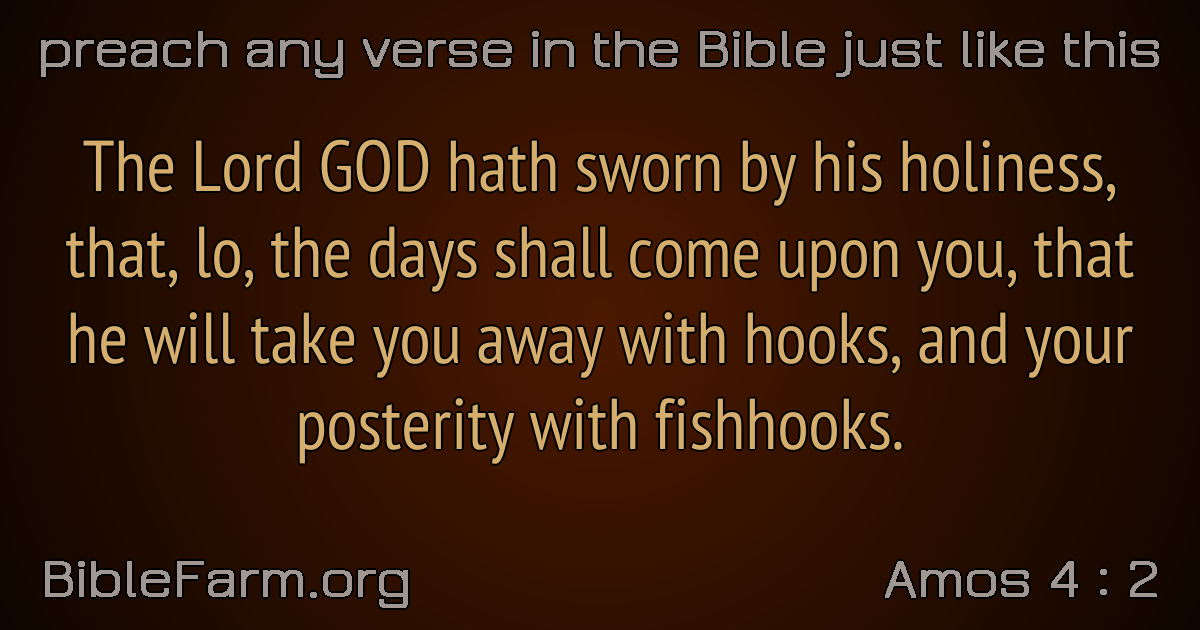 preach any verse in the Bible just like this
The Lord GOD hath sworn by his holiness,
that, lo, the days shall come upon you, that
he will take you away with hooks, and your
posterity with fishhooks.
BibleFarm.org
Amos 4 : 2